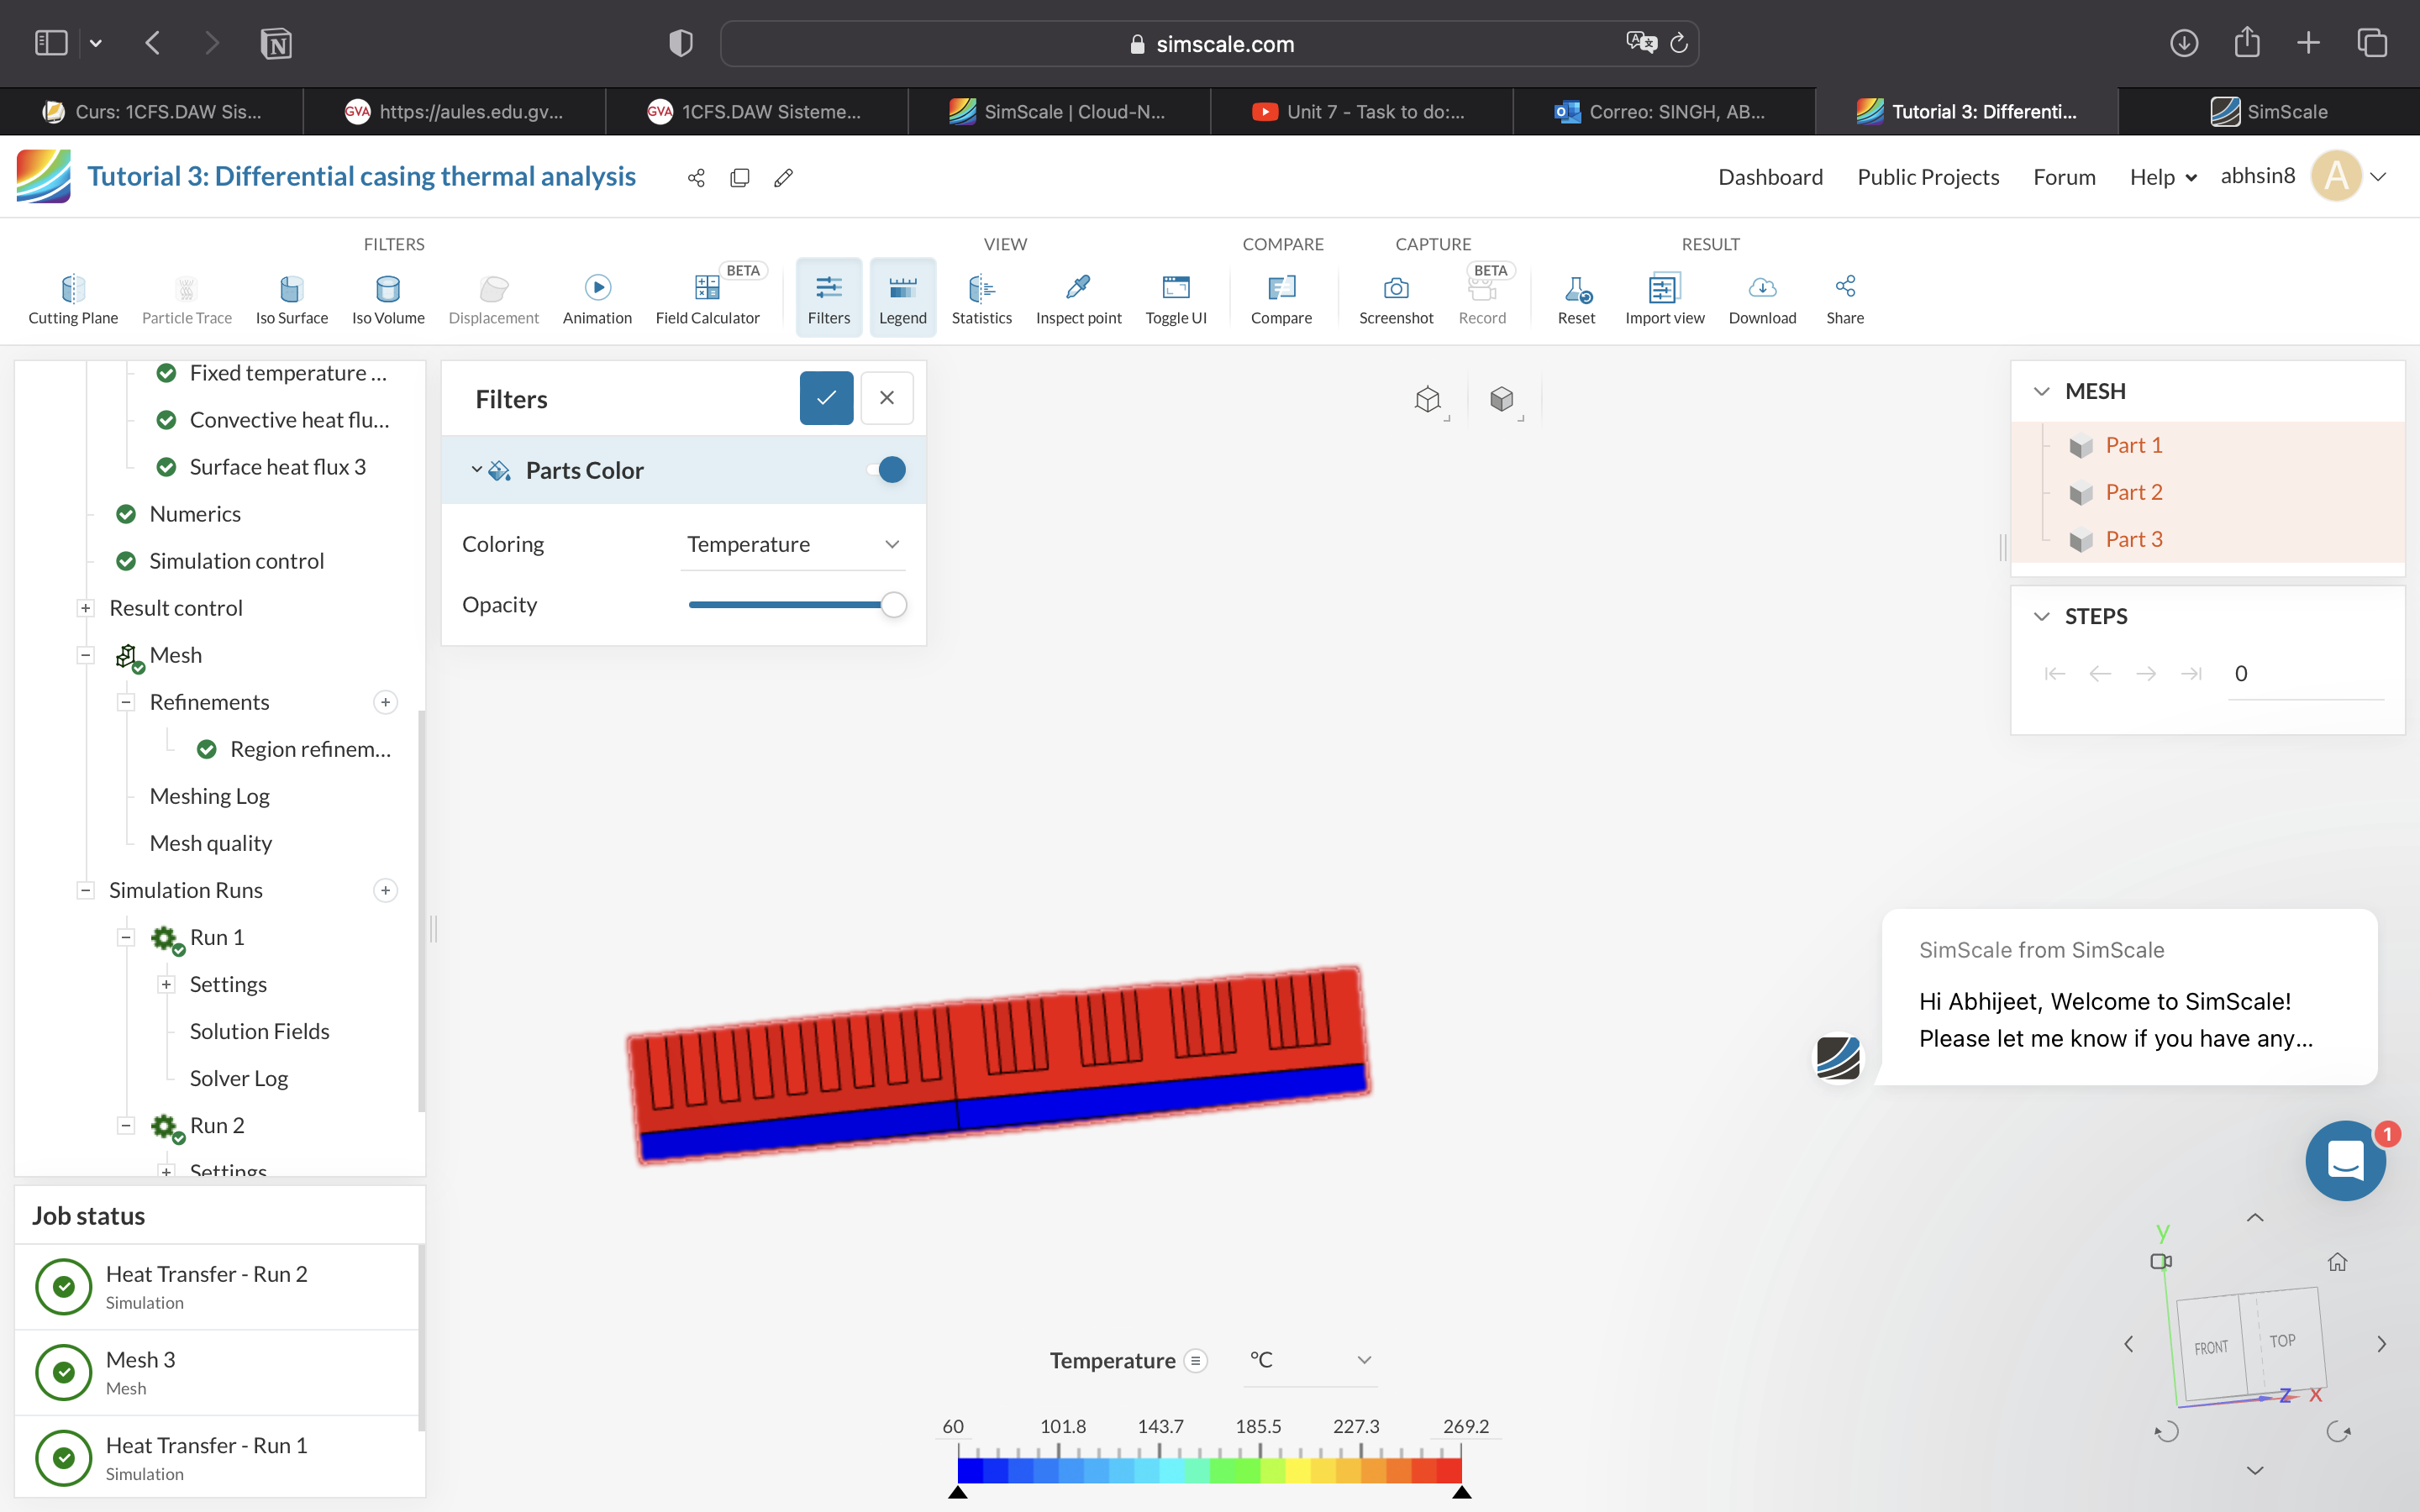 simscale.com
Curs: 1CFS.DAW Sis...
GVA
https://aules.edu.gv...
GVA
1CFS.DAW Sisteme...
SimScale | Cloud-N...
Unit 7 - Task to do:...
Correo: SINGH, AB...
Tutorial 3: Differenti...
SimScale
Tutorial 3: Differential casing thermal analysis
Dashboard
Public Projects
Forum
Help
abhsin8
A
FILTERS
VIEW
COMPARE
CAPTURE
RESULT
BETA
BETA
Cutting Plane
Particle Trace
Iso Surface
Iso Volume
Displacement
Animation
Field Calculator
Filters
Legend
Statistics
Inspect point
Toggle UI
Compare
Screenshot
Record
Reset
Import view
Download
Share
Fixed temperature ...
Convective heat flu...
Surface heat flux 3
Numerics
Simulation control
Result control
Mesh
Refinements
Region refinem...
Meshing Log
Mesh quality
Simulation Runs
Run 1
Settings
Solution Fields
Solver Log
Run 2
Settings
Job status
Heat Transfer - Run 2
Simulation
Mesh 3
Mesh
Heat Transfer - Run 1
Simulation
Filters
Parts Color
Coloring
Temperature
Opacity
MESH
Part 1
Part 2
Part 3
STEPS
0
SimScale from SimScale
Hi Abhijeet, Welcome to SimScale!
Please let me know if you have any...
1
y
FRONT
TOP
Z
X
Temperature
°C
60
101.8
143.7
185.5
227.3
269.2